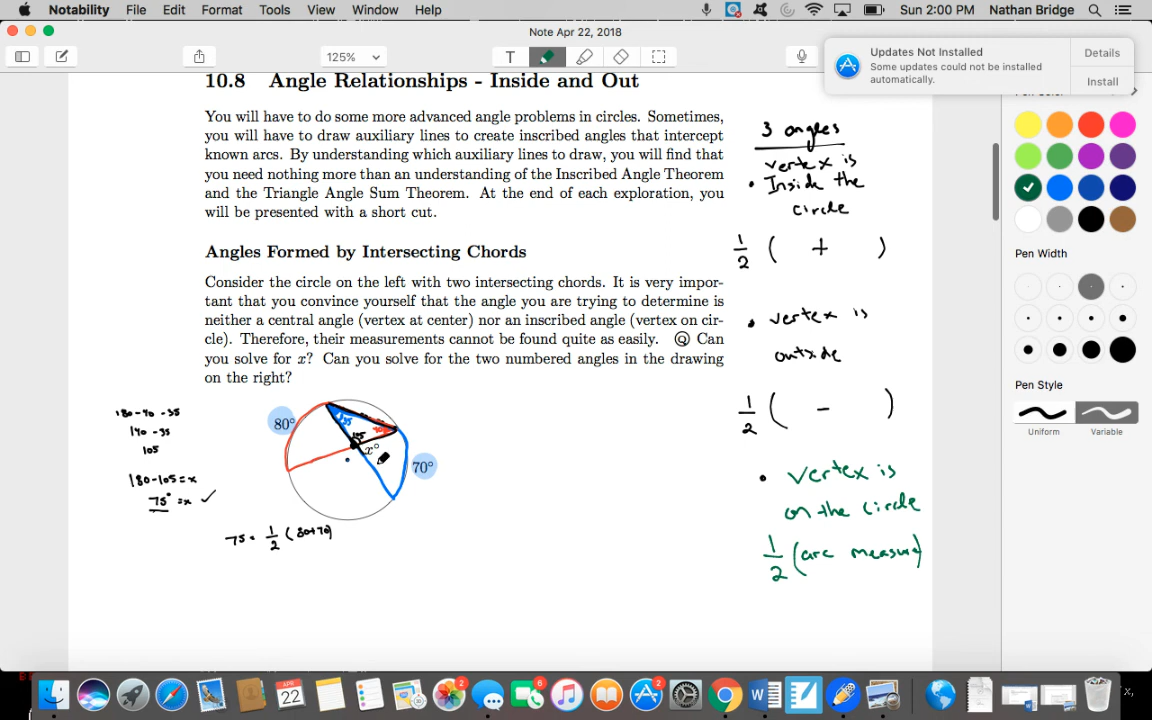 Notability File Edit Format Tools View Window Help Sun 2:00 PM Nathan Bridge
Note Apr 22, 2018
125%
T
Updates Not Installed
Some updates could not be installed
automatically.
Details
Install
10.8 Angle Relationships - Inside and Out
You will have to do some more advanced angle problems in circles. Sometimes,
you will have to draw auxiliary lines to create inscribed angles that intercept
known arcs. By understanding which auxiliary lines to draw, you will find that
you need nothing more than an understanding of the Inscribed Angle Theorem
and the Triangle Angle Sum Theorem. At the end of each exploration, you
will be presented with a short cut.
Angles Formed by Intersecting Chords
Consider the circle on the left with two intersecting chords. It is very impor-
tant that you convince yourself that the angle you are trying to determine is
neither a central angle (vertex at center) nor an inscribed angle (vertex on cir-
cle). Therefore, their measurements cannot be found quite as easily. Q Can
you solve for x? Can you solve for the two numbered angles in the drawing
on the right?
180-40-35
140-35
105
180-105=x
75°=x ✓
80°
35
40
105
x°
70°
75 = 1/2 (80+70)
3 angles
vertex is
• Inside the
circle
1/2 ( + )
• vertex is
outside
1/2 ( - )
• vertex is
on the circle
1/2 (arc measure)
Pen Width
Pen Style
Uniform Variable
APR
22
2
6
2
x,